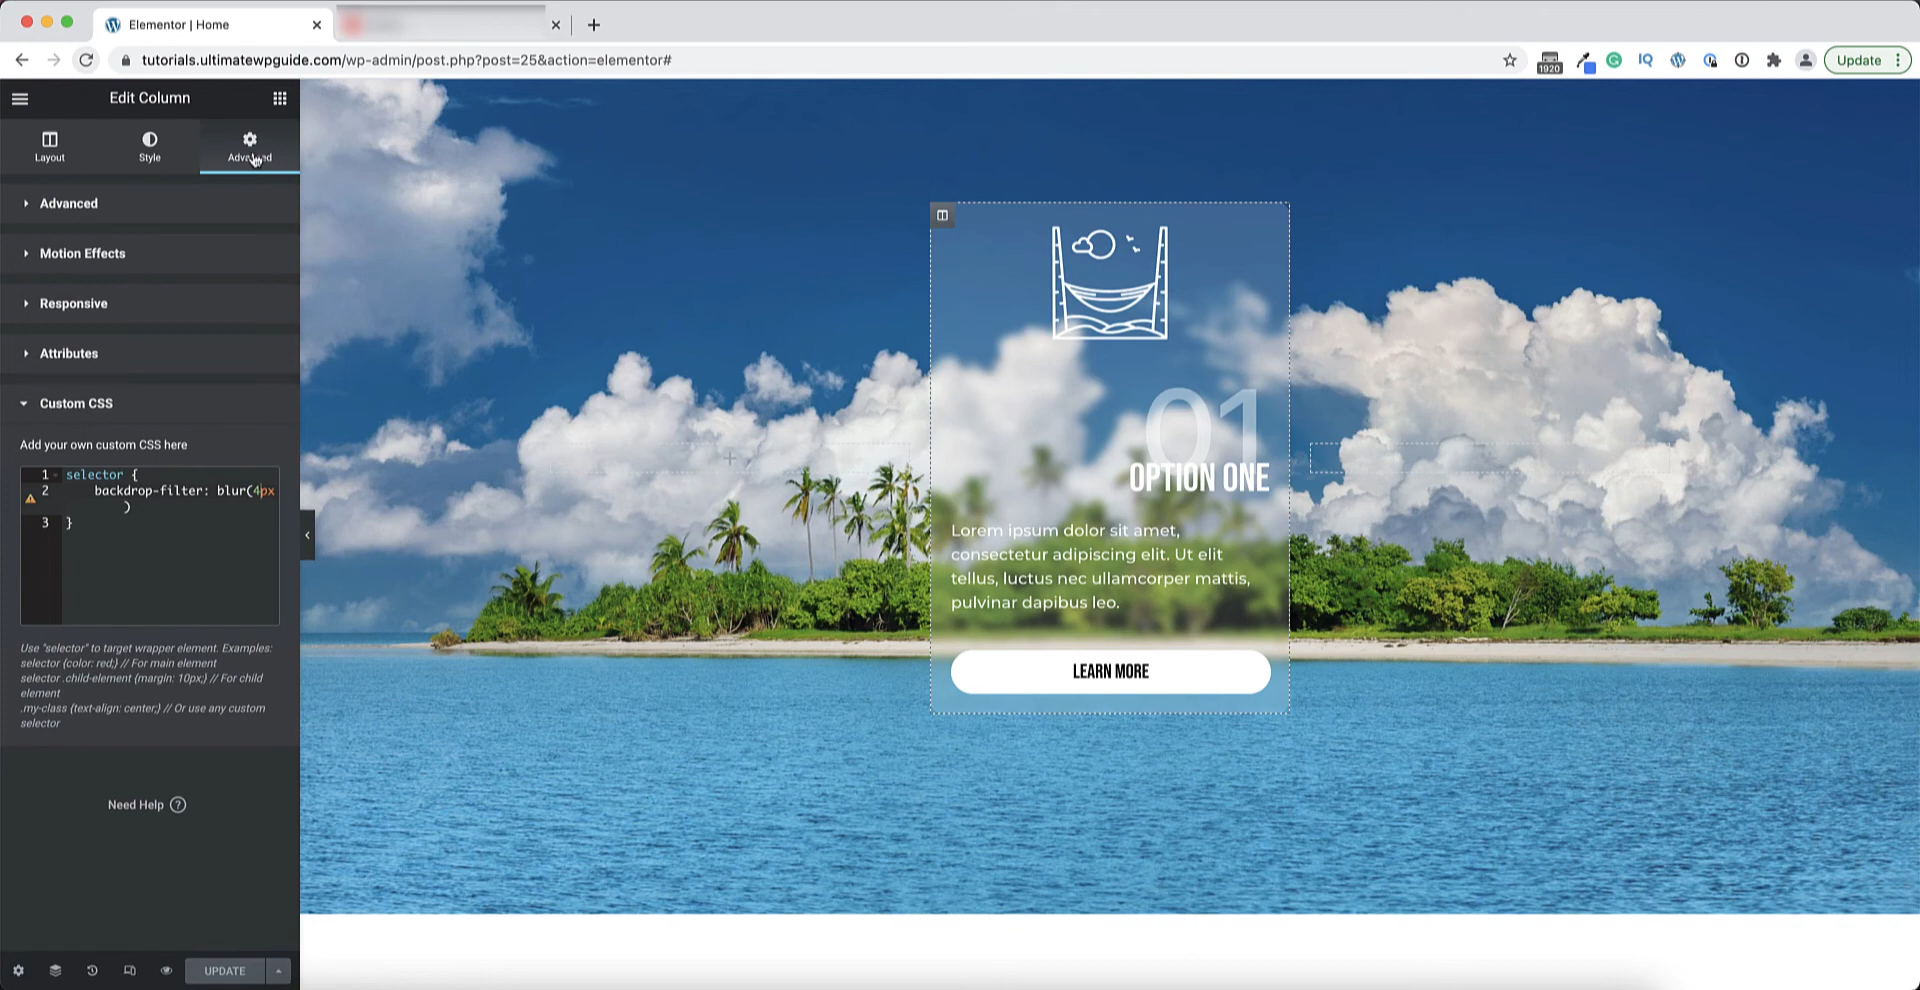 Elementor | Home
tutorials.ultimatewpguide.com/wp-admin/post.php?post=25&action=elementor#
1920
IQ
Update
Edit Column
Layout
Style
Advanced
Advanced
Motion Effects
Responsive
Attributes
Custom CSS
Add your own custom CSS here
1 selector {
2 backdrop-filter: blur(4px
)
3 }
Use "selector" to target wrapper element. Examples:
selector {color: red;} // For main element
selector .child-element {margin: 10px;} // For child
element
.my-class {text-align: center;} // Or use any custom
selector
Need Help ?
UPDATE
01
OPTION ONE
Lorem ipsum dolor sit amet,
consectetur adipiscing elit. Ut elit
tellus, luctus nec ullamcorper mattis,
pulvinar dapibus leo.
LEARN MORE